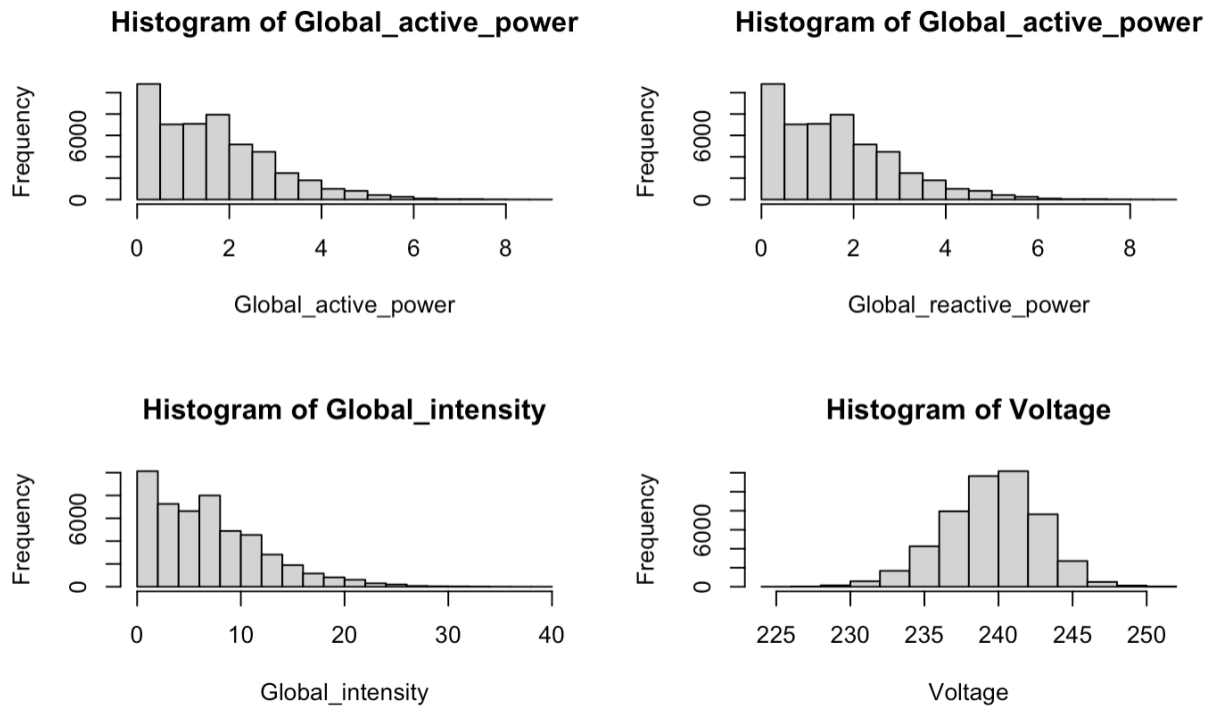 Histogram of Global_active_power
Frequency
0 6000
0 2 4 6 8
Global_active_power
Histogram of Global_active_power
Frequency
0 6000
0 2 4 6 8
Global_reactive_power
Histogram of Global_intensity
Frequency
0 6000
0 10 20 30 40
Global_intensity
Histogram of Voltage
Frequency
0 6000
225 230 235 240 245 250
Voltage